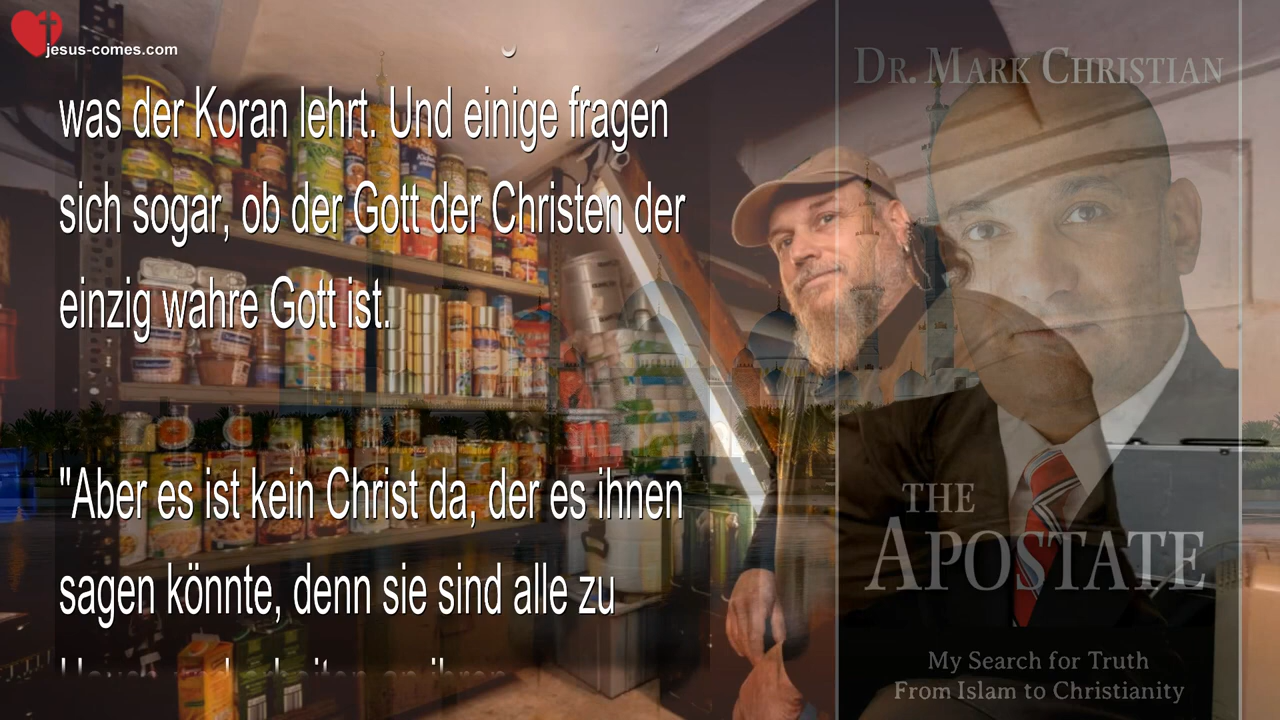 jesus-comes.com
was der Koran lehrt. Und einige fragen
sich sogar, ob der Gott der Christen der
einzig wahre Gott ist.
"Aber es ist kein Christ da, der es ihnen
sagen könnte, denn sie sind alle zu
DR. MARK CHRISTIAN
THE
APOSTATE
My Search for Truth
From Islam to Christianity